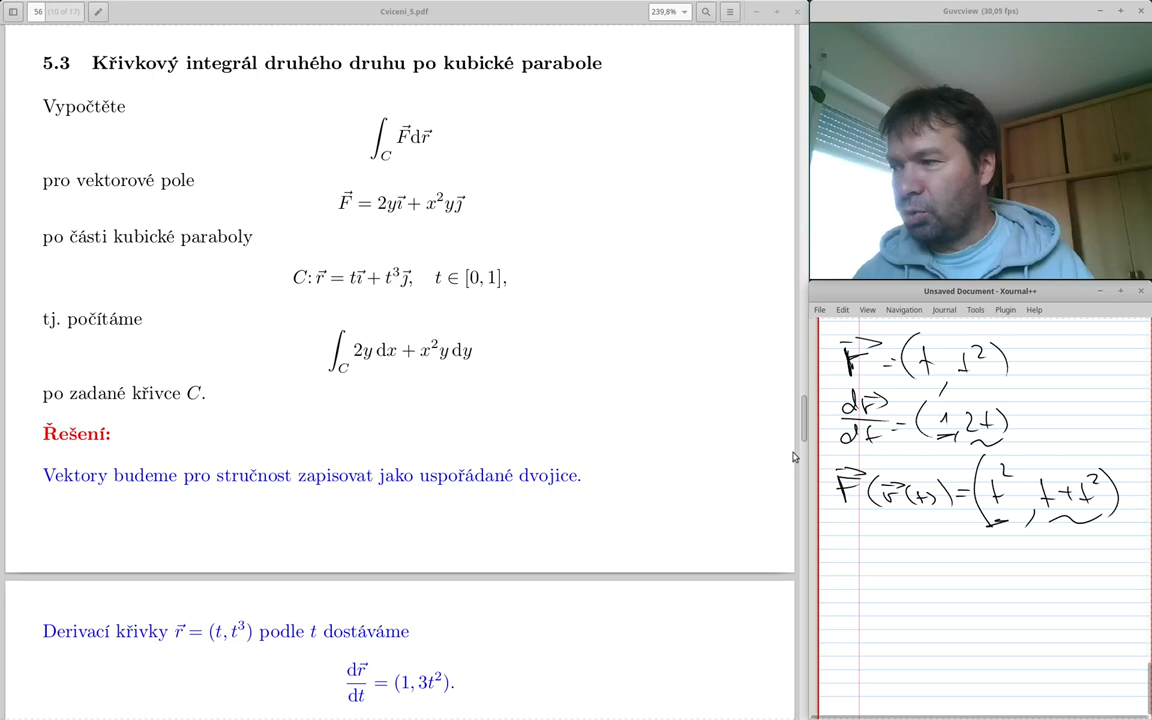 56 (10 of 17)
Cviceni_5.pdf
239,8%
Guvcview (30,05 fps)
5.3 Křivkový integrál druhého druhu po kubické parabole
Vypočtěte
∫_C F⃗dr⃗
pro vektorové pole
F⃗ = 2yı⃗ + x²yȷ⃗
po části kubické paraboly
C: r⃗ = tı⃗ + t³ȷ⃗, t ∈ [0, 1],
tj. počítáme
∫_C 2y dx + x²y dy
po zadané křivce C.
Řešení:
Vektory budeme pro stručnost zapisovat jako uspořádané dvojice.
Derivací křivky r⃗ = (t, t³) podle t dostáváme
dr⃗/dt = (1, 3t²).
Unsaved Document - Xournal++
File Edit View Navigation Journal Tools Plugin Help
r⃗ = (t, t²)
dr⃗/dt = (1, 2t)
F⃗(r⃗(t)) = (t², t+t²)